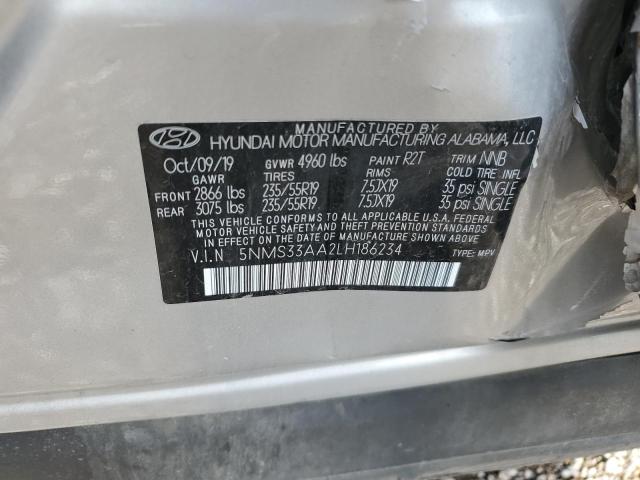 MANUFACTURED BY
HYUNDAI MOTOR MANUFACTURING ALABAMA, LLC
Oct/09/19 GVWR 4960 lbs PAINT R2T TRIM NNB
GAWR TIRES RIMS COLD TIRE INFL
FRONT 2866 lbs 235/55R19 7.5JX19 35 psi SINGLE
REAR 3075 lbs 235/55R19 7.5JX19 35 psi SINGLE
THIS VEHICLE CONFORMS TO ALL APPLICABLE U.S.A. FEDERAL
MOTOR VEHICLE SAFETY, BUMPER, AND THEFT PREVENTION
STANDARDS IN EFFECT ON THE DATE OF MANUFACTURE SHOWN
ABOVE.
V.I.N 5NMS33AA2LH186234
TYPE: MPV